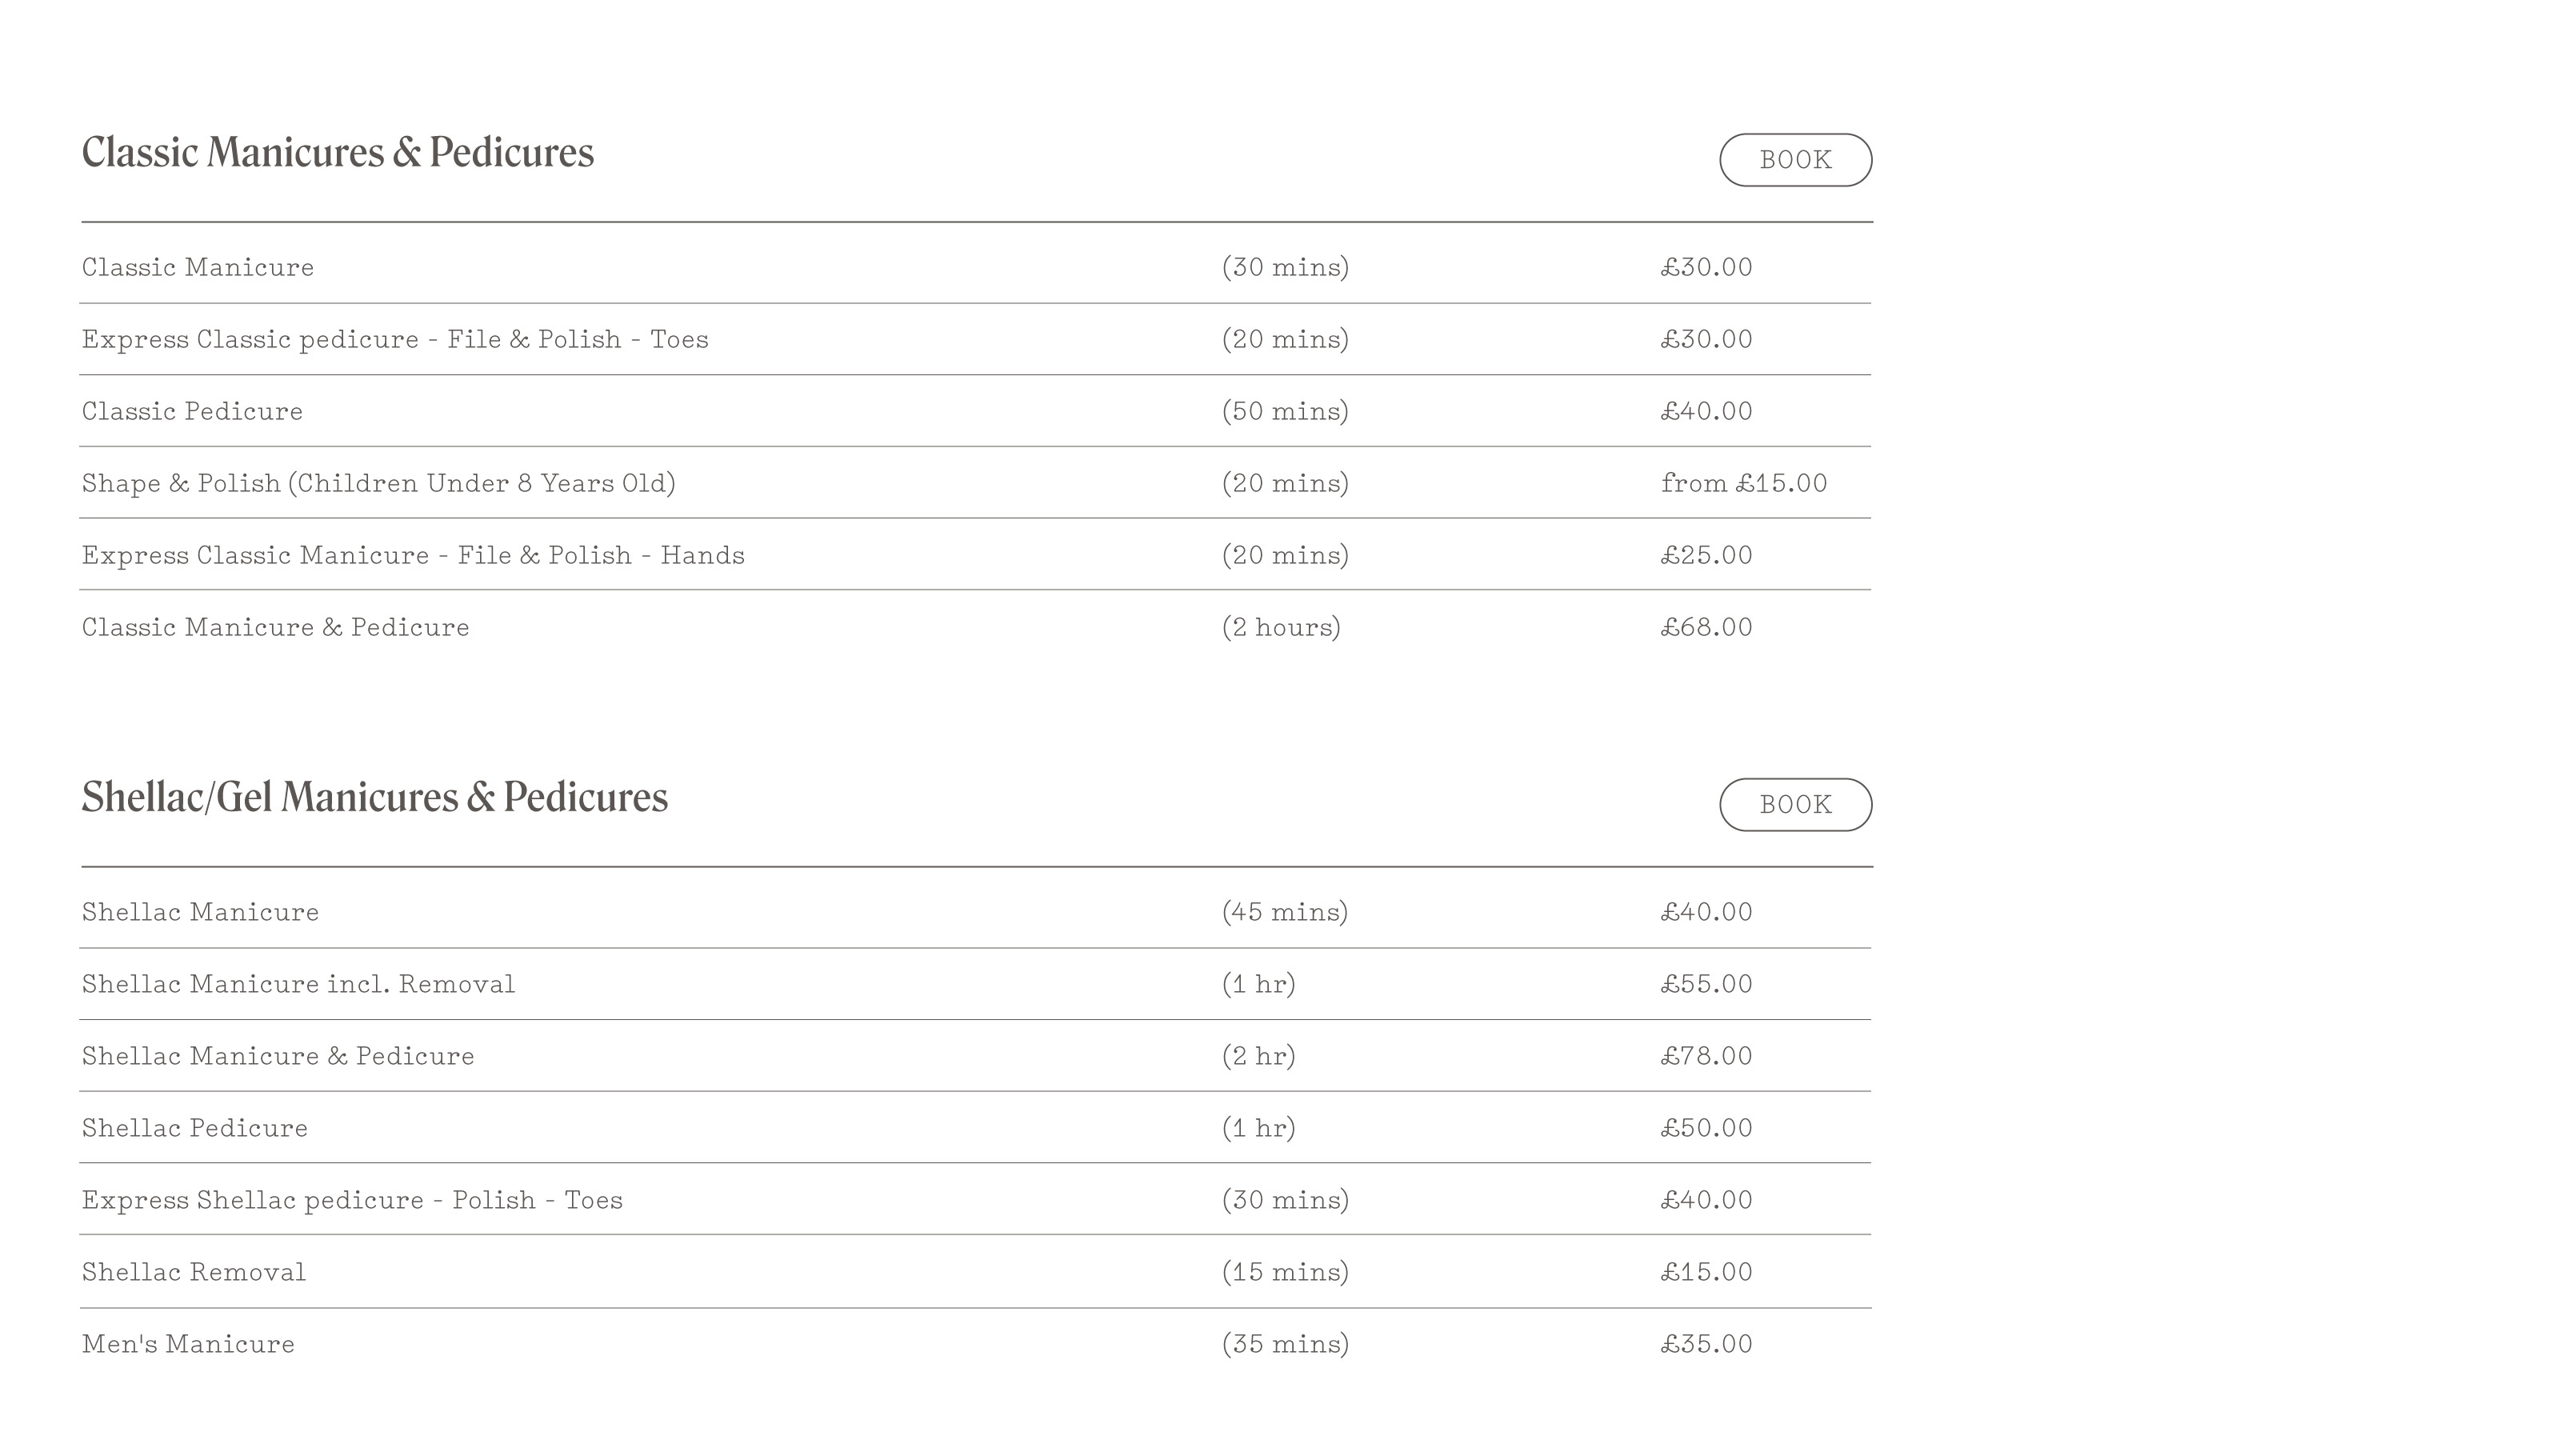 Classic Manicures & Pedicures BOOK
Classic Manicure (30 mins) £30.00
Express Classic pedicure - File & Polish - Toes (20 mins) £30.00
Classic Pedicure (50 mins) £40.00
Shape & Polish (Children Under 8 Years Old) (20 mins) from £15.00
Express Classic Manicure - File & Polish - Hands (20 mins) £25.00
Classic Manicure & Pedicure (2 hours) £68.00
Shellac/Gel Manicures & Pedicures BOOK
Shellac Manicure (45 mins) £40.00
Shellac Manicure incl. Removal (1 hr) £55.00
Shellac Manicure & Pedicure (2 hr) £78.00
Shellac Pedicure (1 hr) £50.00
Express Shellac pedicure - Polish - Toes (30 mins) £40.00
Shellac Removal (15 mins) £15.00
Men's Manicure (35 mins) £35.00